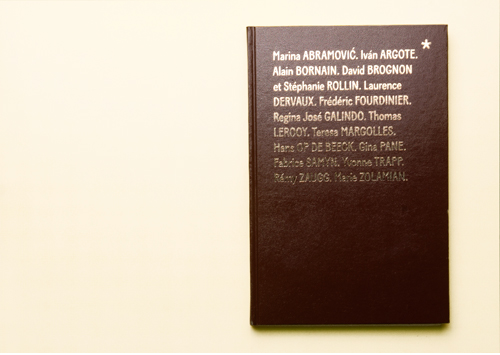 Marina ABRAMOVIĆ. Iván ARGOTE. *
Alain BORNAIN. David BROGNON
et Stéphanie ROLLIN. Laurence
DERVAUX. Frédéric FOURDINIER.
Regina José GALINDO. Thomas
LERCOY. Teresa MARGOLLES.
Hans OP DE BEECK. Gina PANE.
Fabrice SAMYN. Yvonne TRAPP.
Rémy ZAUGG. Marie ZOLAMIAN.